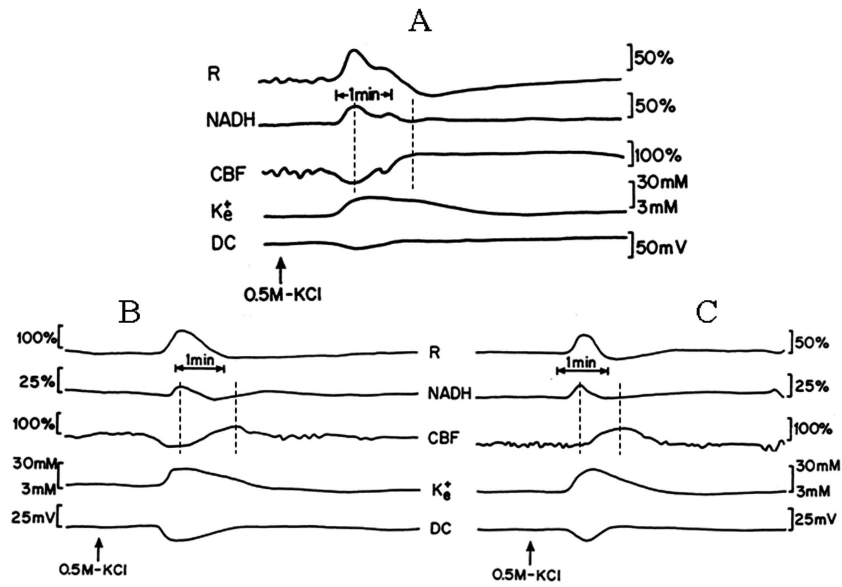 A
R
50%
1min
NADH
50%
CBF
100%
30mM
3mM
K⁺e
DC
50mV
0.5M-KCl
B
C
100%
R
50%
1min
1min
25%
NADH
25%
100%
CBF
100%
30mM
3mM
K⁺e
30mM
3mM
25mV
DC
25mV
0.5M-KCl
0.5M-KCl